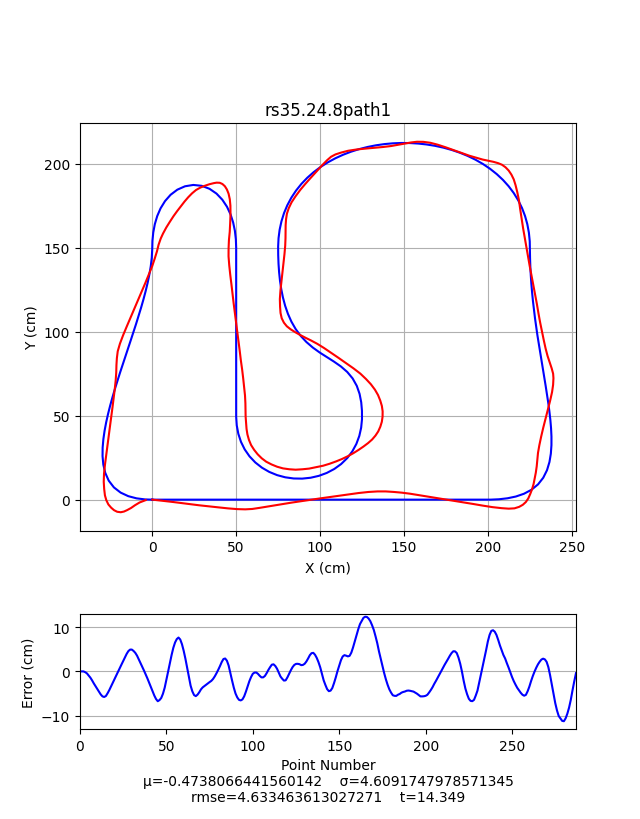 rs35.24.8path1
Y (cm)
200
150
100
50
0
0 50 100 150 200 250
X (cm)
Error (cm)
10
0
−10
0 50 100 150 200 250
Point Number
μ=-0.4738066441560142 σ=4.6091747978571345
rmse=4.633463613027271 t=14.349